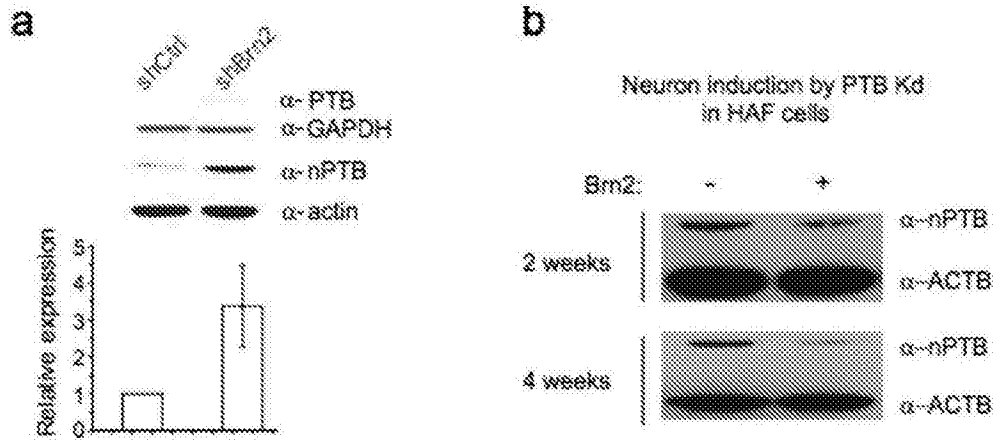 a
shCtrl
shBrn2
α-PTB
α-GAPDH
α-nPTB
α-actin
Relative expression
5
4
3
2
1
0
b
Neuron induction by PTB Kd
in HAF cells
Brn2: - +
2 weeks
α-nPTB
α-ACTB
4 weeks
α-nPTB
α-ACTB